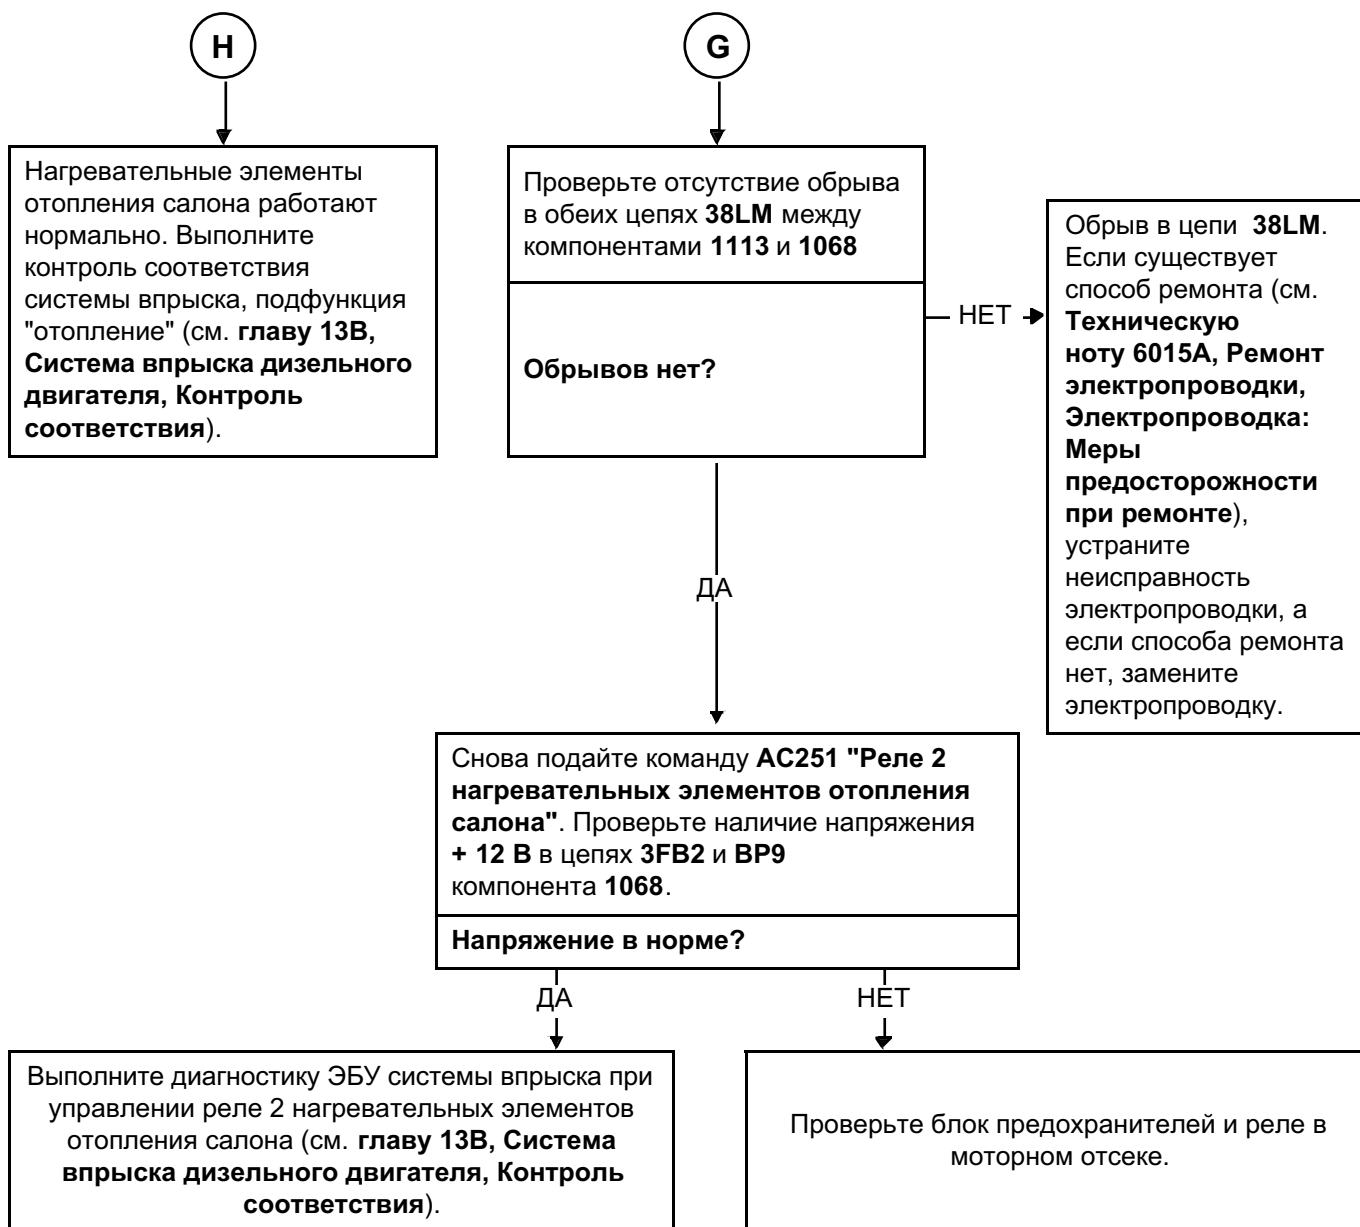 H
G
Нагревательные элементы
отопления салона работают
нормально. Выполните
контроль соответствия
системы впрыска, подфункция
"отопление" (см. главу 13B,
Система впрыска дизельного
двигателя, Контроль
соответствия).
Проверьте отсутствие обрыва
в обеих цепях 38LM между
компонентами 1113 и 1068
Обрывов нет?
НЕТ
Обрыв в цепи 38LM.
Если существует
способ ремонта (см.
Техническую
ноту 6015A, Ремонт
электропроводки,
Электропроводка:
Меры
предосторожности
при ремонте),
устраните
неисправность
электропроводки, а
если способа ремонта
нет, замените
электропроводку.
ДА
Снова подайте команду AC251 "Реле 2
нагревательных элементов отопления
салона". Проверьте наличие напряжения
+ 12 В в цепях 3FB2 и BP9
компонента 1068.
Напряжение в норме?
ДА
НЕТ
Выполните диагностику ЭБУ системы впрыска при
управлении реле 2 нагревательных элементов
отопления салона (см. главу 13B, Система
впрыска дизельного двигателя, Контроль
соответствия).
Проверьте блок предохранителей и реле в
моторном отсеке.